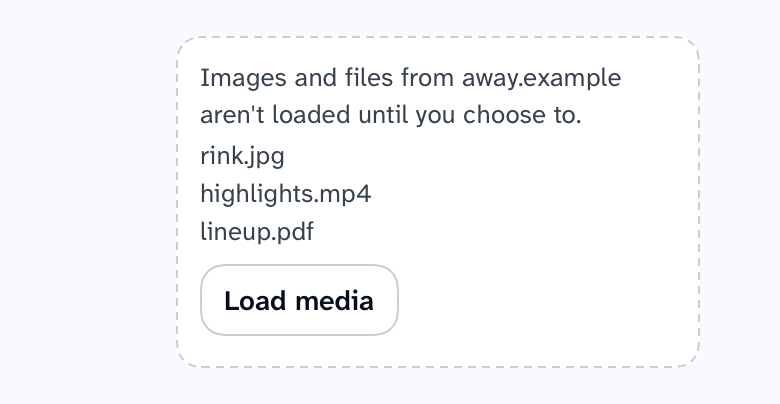 Images and files from away.example
aren't loaded until you choose to.
rink.jpg
highlights.mp4
lineup.pdf
Load media